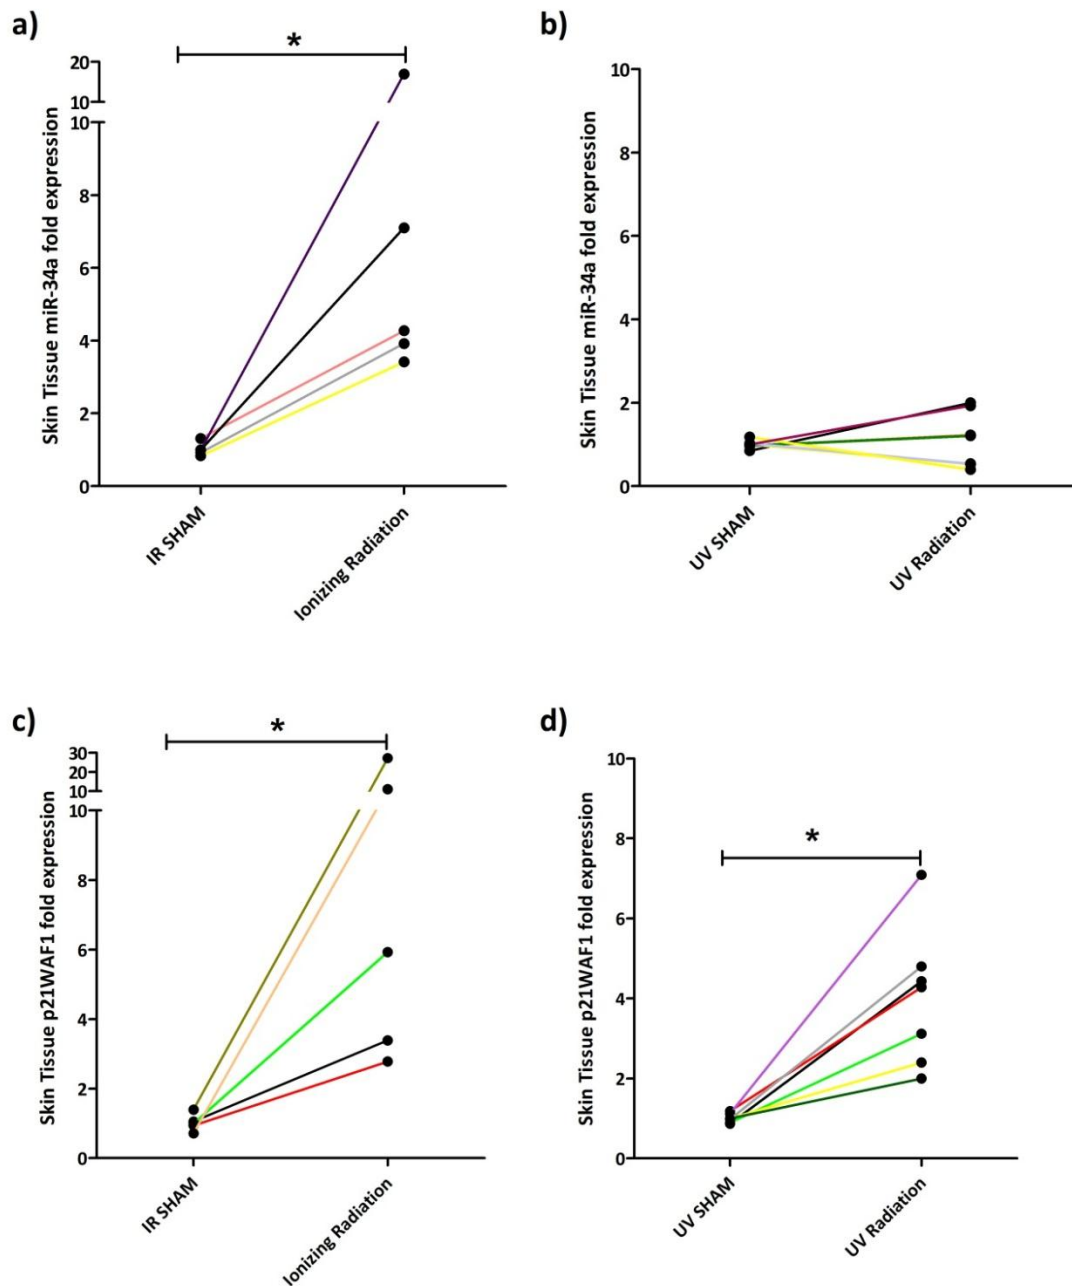 a)
*
Skin Tissue miR-34a fold expression
20
10
10
8
6
4
2
0
IR SHAM
Ionizing Radiation
b)
Skin Tissue miR-34a fold expression
10
8
6
4
2
0
UV SHAM
UV Radiation
c)
*
Skin Tissue p21WAF1 fold expression
30
20
10
10
8
6
4
2
0
IR SHAM
Ionizing Radiation
d)
*
Skin Tissue p21WAF1 fold expression
10
8
6
4
2
0
UV SHAM
UV Radiation